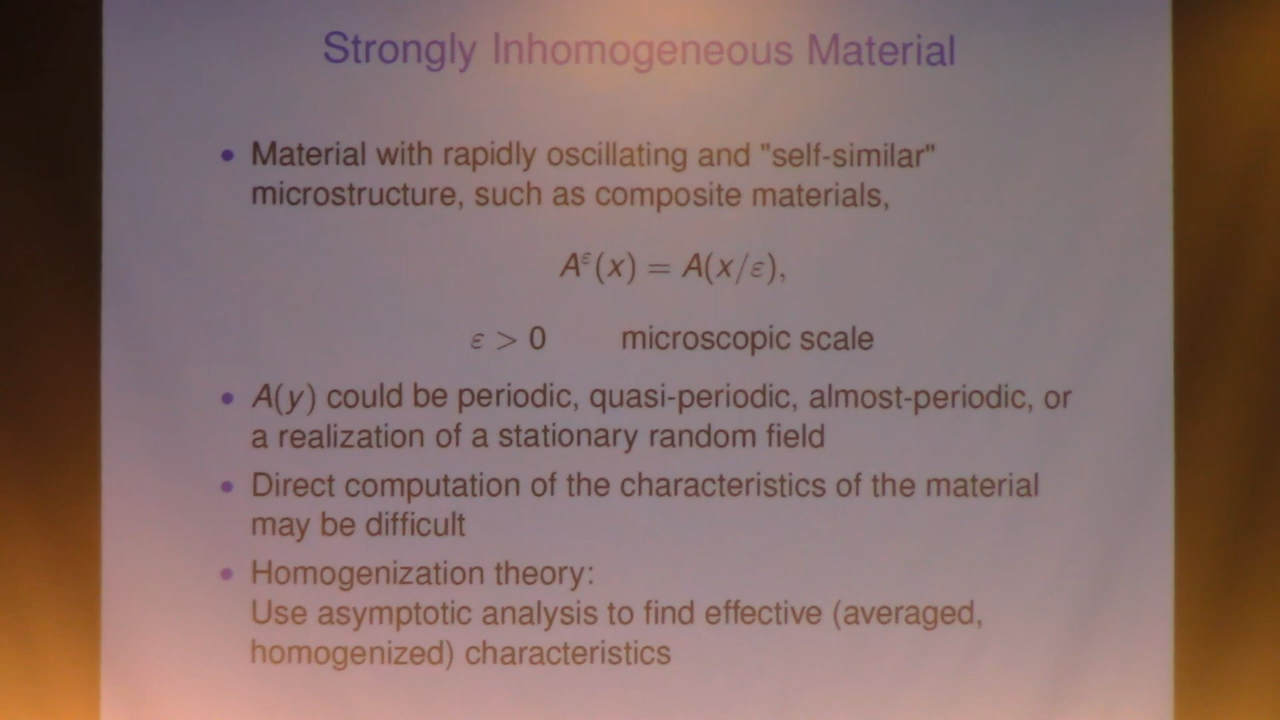 Strongly Inhomogeneous Material
• Material with rapidly oscillating and "self-similar"
microstructure, such as composite materials,
Aᵋ(x) = A(x/ε),
ε > 0 microscopic scale
• A(y) could be periodic, quasi-periodic, almost-periodic, or
a realization of a stationary random field
• Direct computation of the characteristics of the material
may be difficult
• Homogenization theory:
Use asymptotic analysis to find effective (averaged,
homogenized) characteristics